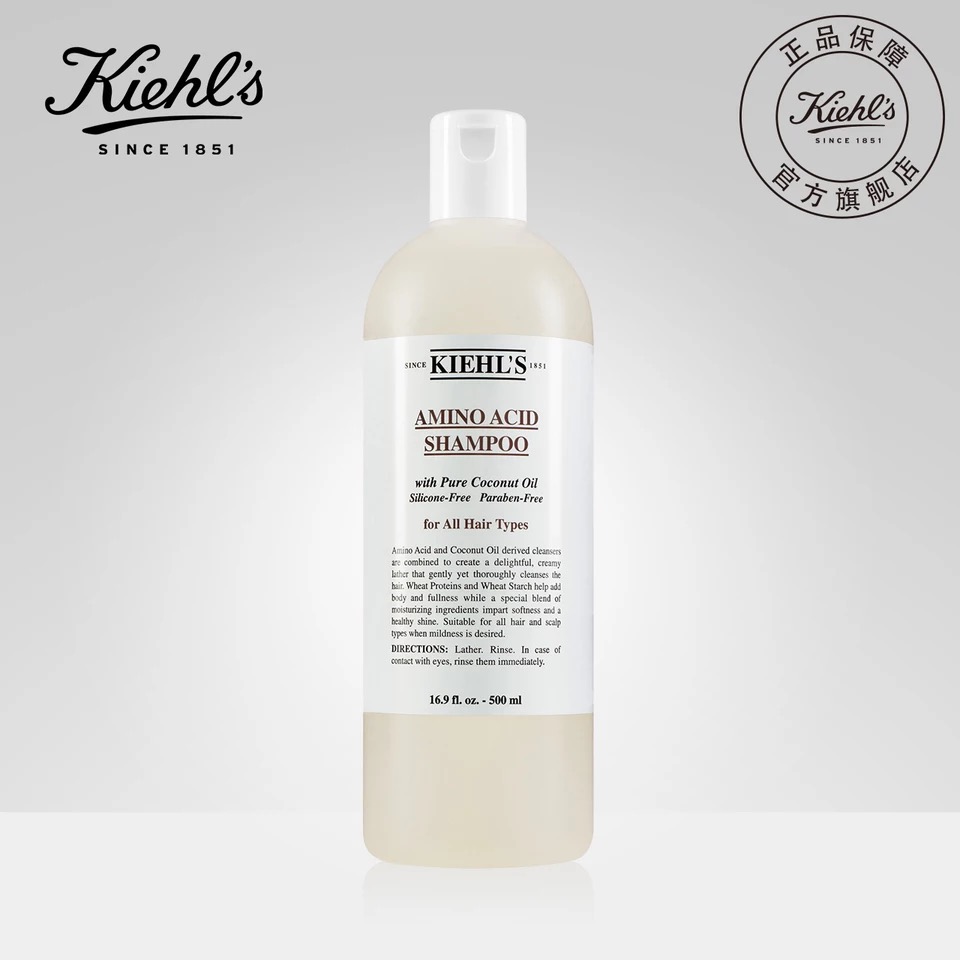 Kiehl's
SINCE 1851
正品保障
Kiehl's
SINCE 1851
官方旗舰店
SINCE KIEHL'S 1851
AMINO ACID
SHAMPOO
with Pure Coconut Oil
Silicone-Free Paraben-Free
for All Hair Types
Amino Acid and Coconut Oil derived cleansers
are combined to create a delightful, creamy
lather that gently yet thoroughly cleanses the
hair. Wheat Proteins and Wheat Starch help add
body and fullness while a special blend of
moisturizing ingredients impart softness and a
healthy shine. Suitable for all hair and scalp
types when mildness is desired.
DIRECTIONS: Lather. Rinse. In case of
contact with eyes, rinse them immediately.
16.9 fl. oz. - 500 ml